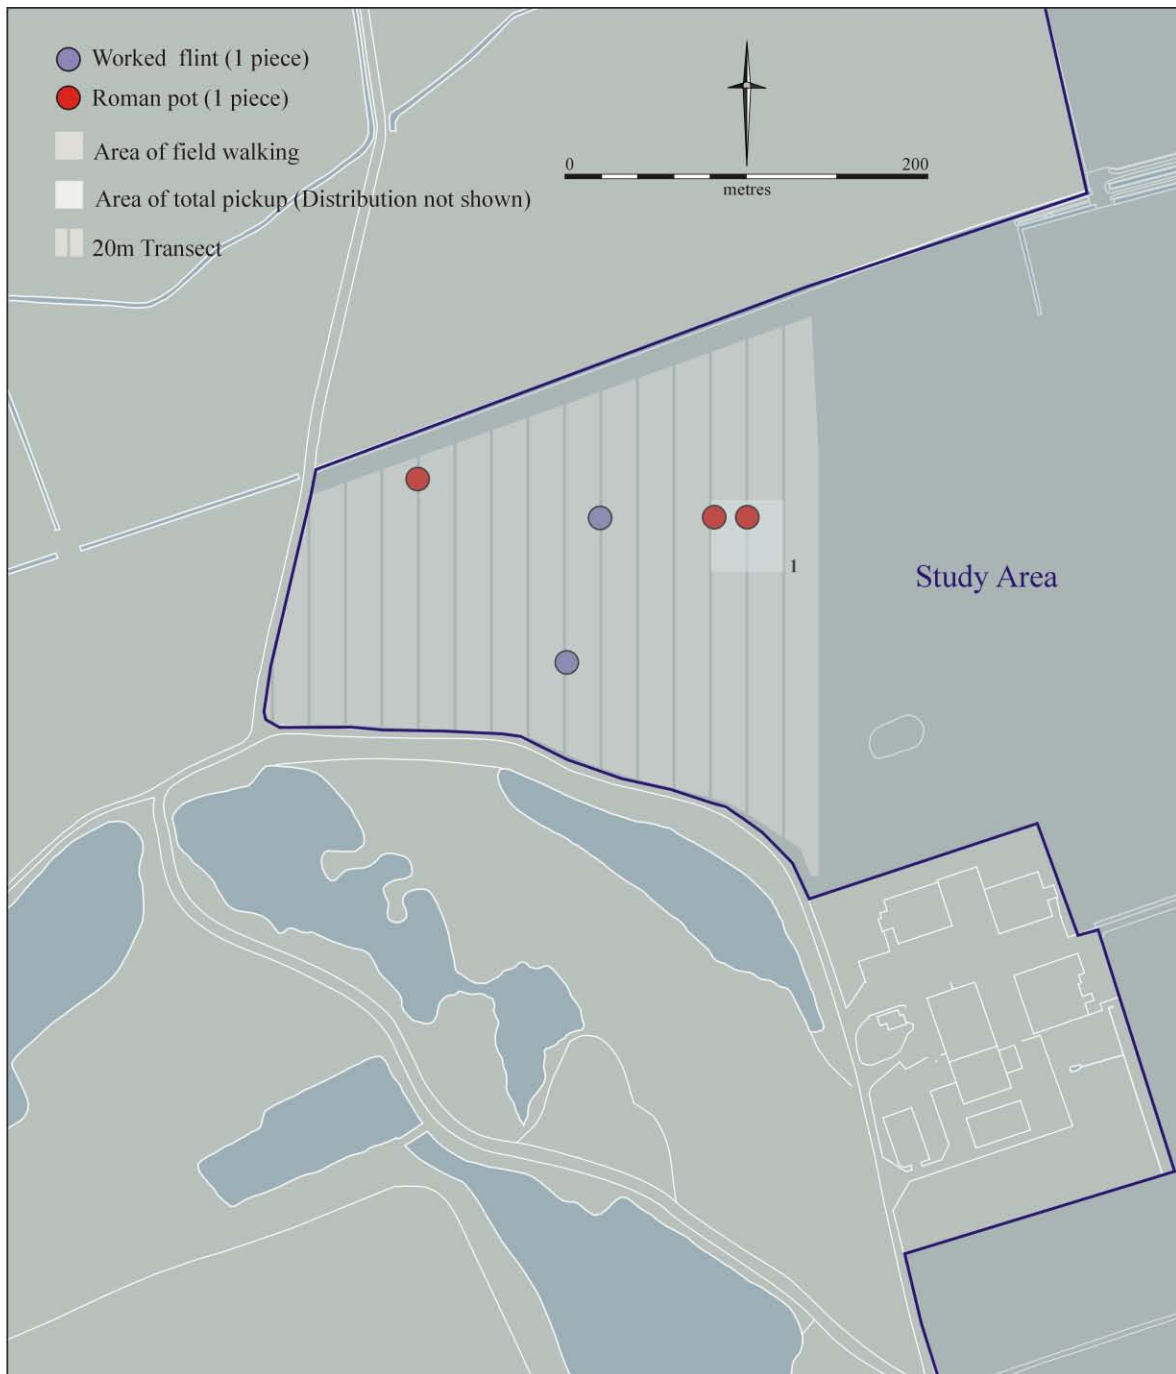 Worked flint (1 piece)
Roman pot (1 piece)
Area of field walking
Area of total pickup (Distribution not shown)
20m Transect
0 200
metres
1
Study Area